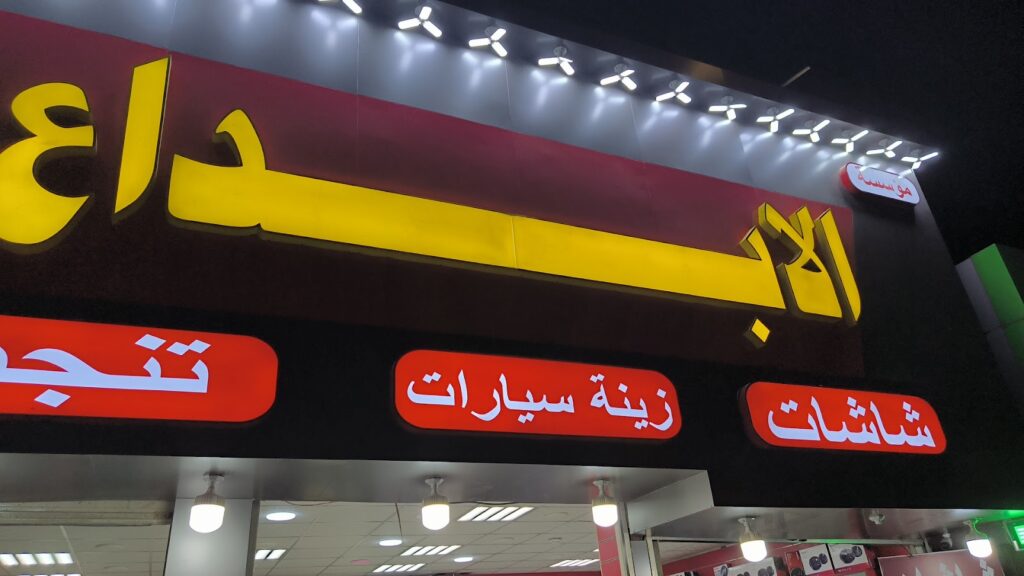 مؤسسة
الابداع
شاشات
زينة سيارات